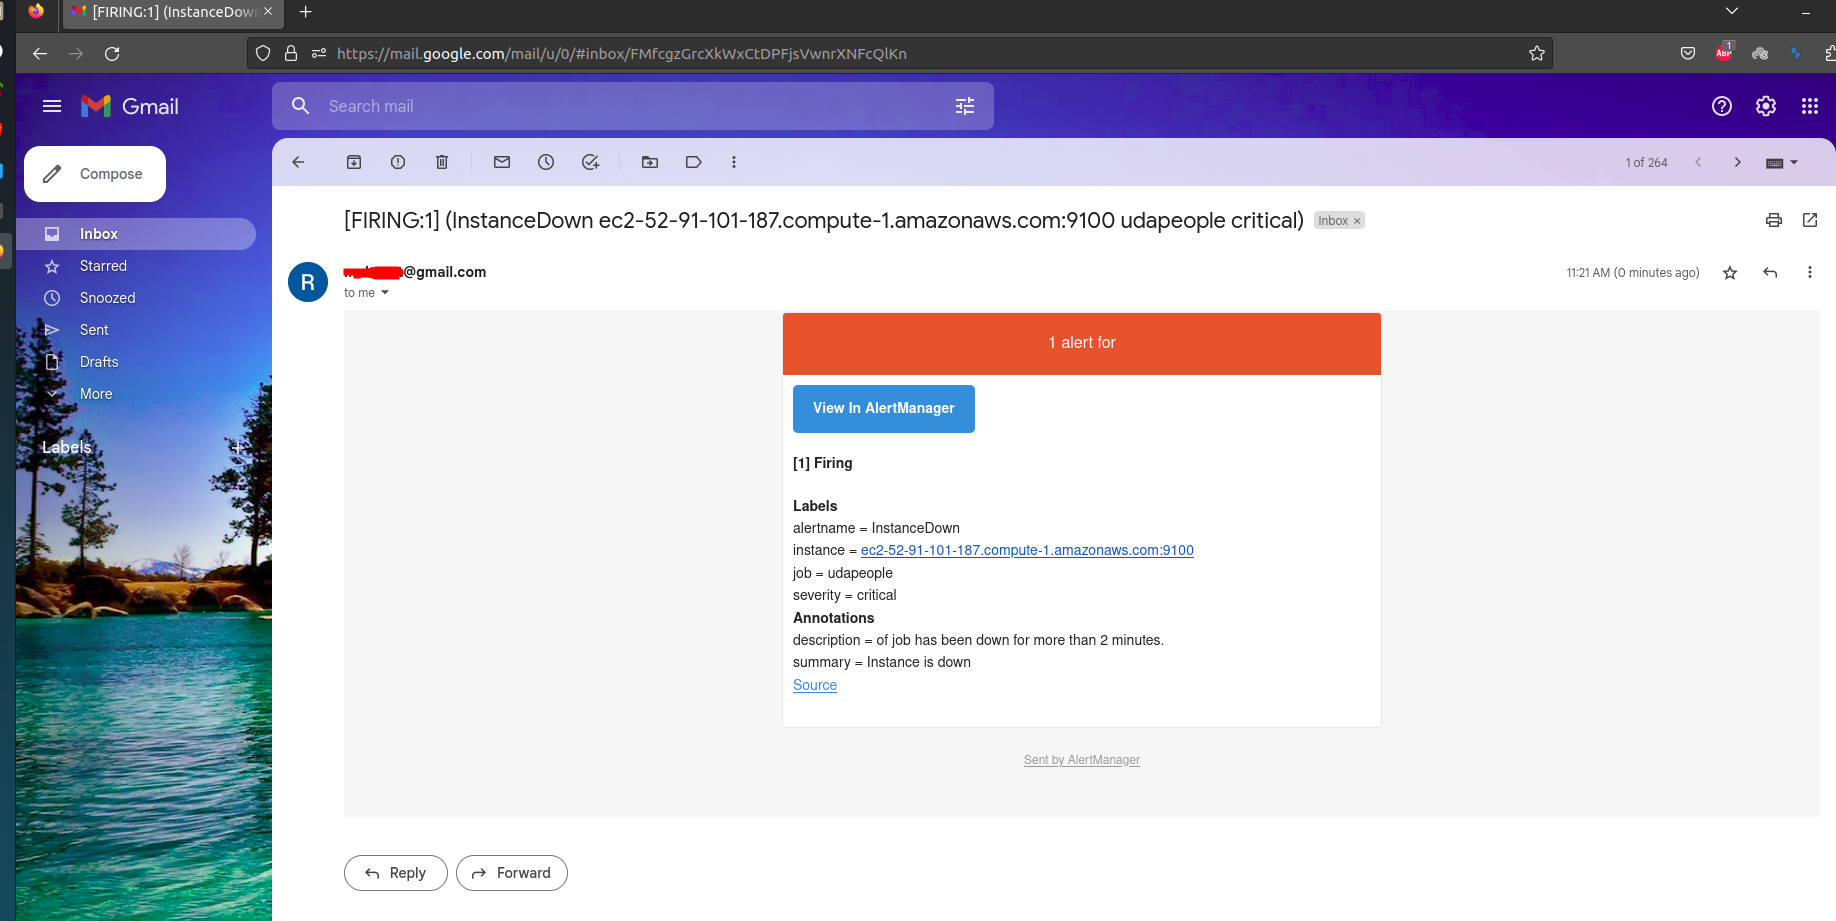 [FIRING:1] (InstanceDown
https://mail.google.com/mail/u/0/#inbox/FMfcgzGrcXkWxCtDPFjsVwnrXNFcQlKn
ABP
1
Gmail
Search mail
Compose
1 of 264
Inbox
Starred
Snoozed
Sent
Drafts
More
Labels
[FIRING:1] (InstanceDown ec2-52-91-101-187.compute-1.amazonaws.com:9100 udapeople critical)
Inbox ×
R
@gmail.com
11:21 AM (0 minutes ago)
to me
1 alert for
View In AlertManager
[1] Firing
Labels
alertname = InstanceDown
instance = ec2-52-91-101-187.compute-1.amazonaws.com:9100
job = udapeople
severity = critical
Annotations
description = of job has been down for more than 2 minutes.
summary = Instance is down
Source
Sent by AlertManager
Reply
Forward